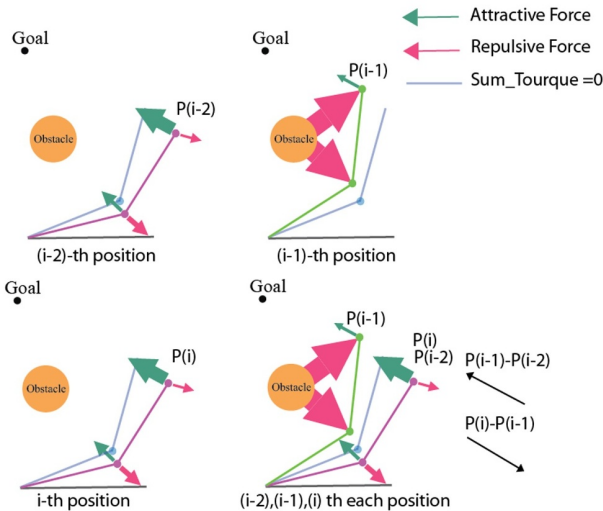 Goal
P(i-2)
Obstacle
(i-2)-th position
Goal
P(i-1)
Obstacle
(i-1)-th position
Attractive Force
Repulsive Force
Sum_Tourque =0
Goal
P(i)
Obstacle
i-th position
Goal
P(i-1)
Obstacle
P(i)
P(i-2)
P(i-1)-P(i-2)
P(i)-P(i-1)
(i-2),(i-1),(i) th each position